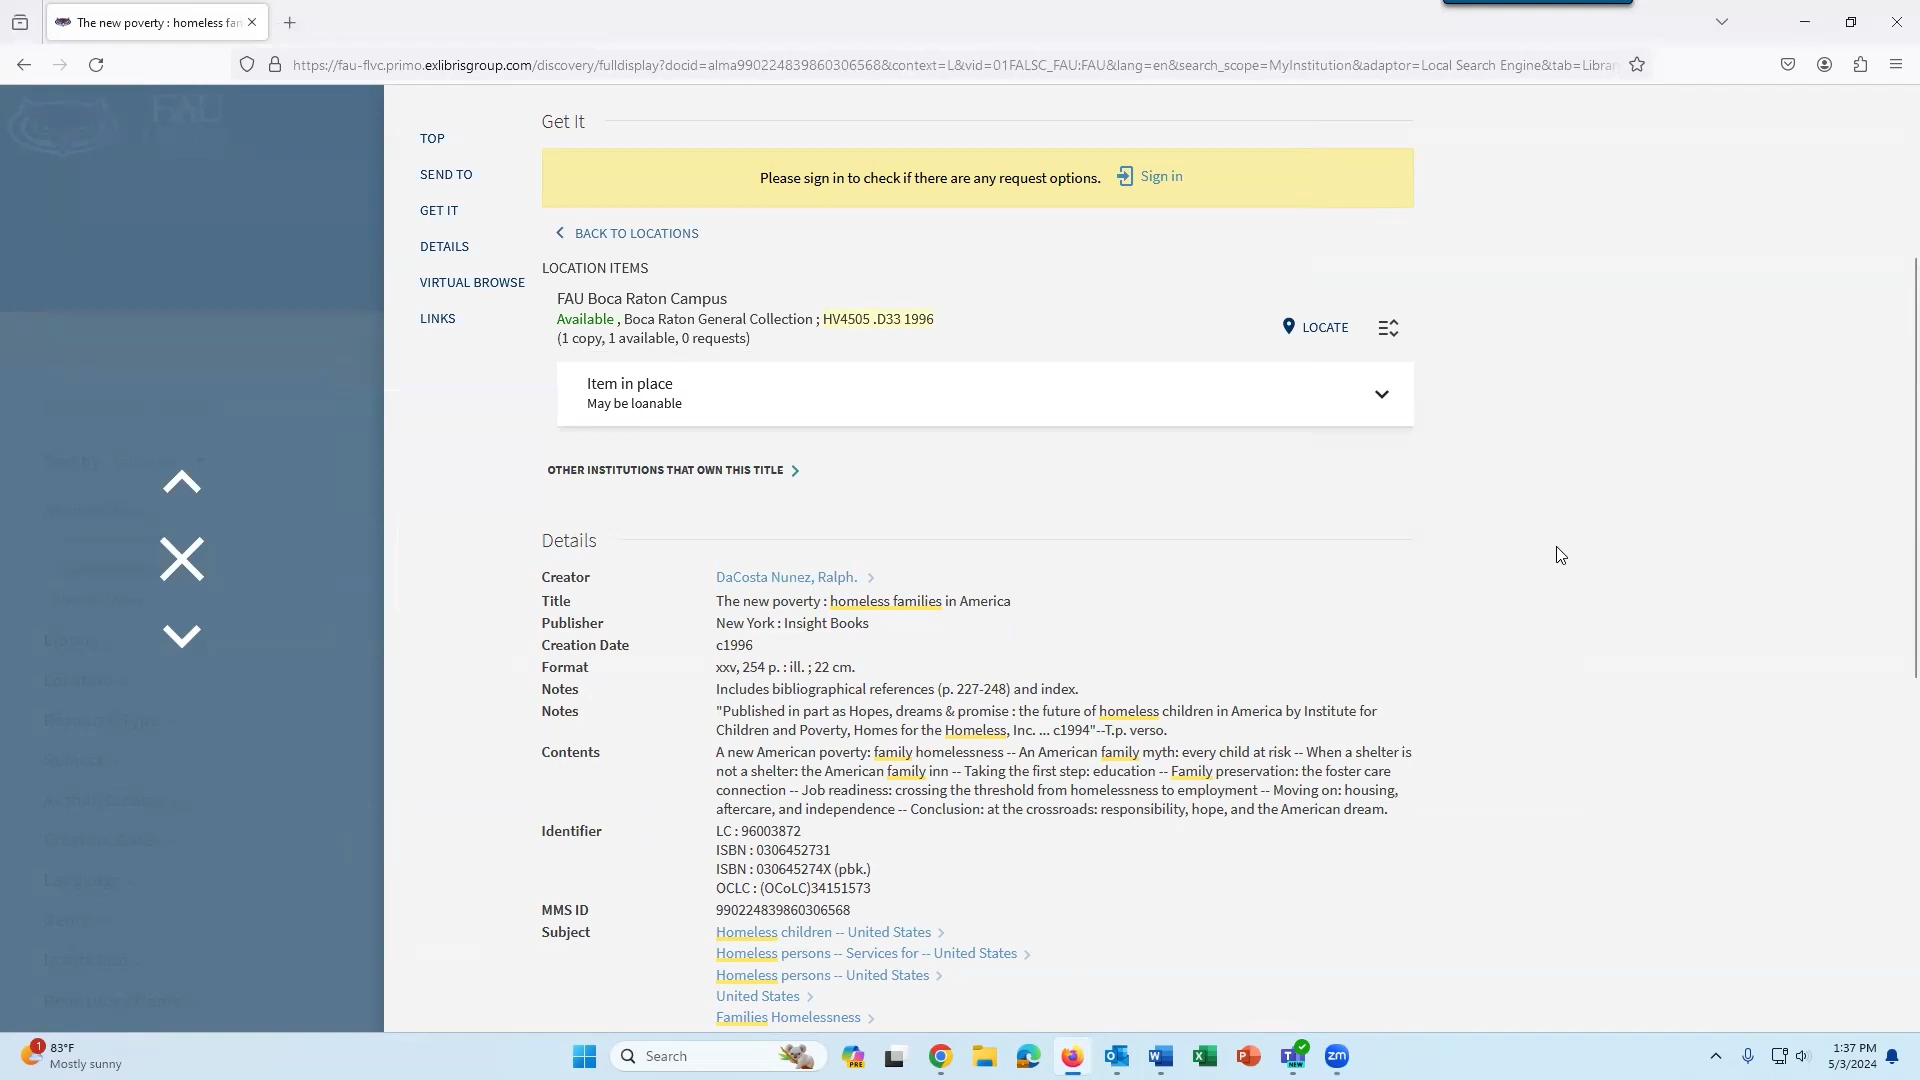 The new poverty : homeless fan
https://fau-flvc.primo.exlibrisgroup.com/discovery/fulldisplay?docid=alma990224839860306568&context=L&vid=01FALSC_FAU:FAU&lang=en&search_scope=MyInstitution&adaptor=Local Search Engine&tab=Librar
FAU
Get It
TOP
SEND TO
GET IT
DETAILS
VIRTUAL BROWSE
LINKS
Please sign in to check if there are any request options. Sign in
BACK TO LOCATIONS
LOCATION ITEMS
FAU Boca Raton Campus
Available , Boca Raton General Collection ; HV4505 .D33 1996
(1 copy, 1 available, 0 requests)
LOCATE
Item in place
May be loanable
OTHER INSTITUTIONS THAT OWN THIS TITLE
Details
Creator DaCosta Nunez, Ralph.
Title The new poverty : homeless families in America
Publisher New York : Insight Books
Creation Date c1996
Format xxv, 254 p. : ill. ; 22 cm.
Notes Includes bibliographical references (p. 227-248) and index.
Notes "Published in part as Hopes, dreams & promise : the future of homeless children in America by Institute for
Children and Poverty, Homes for the Homeless, Inc. ... c1994"--T.p. verso.
Contents A new American poverty: family homelessness -- An American family myth: every child at risk -- When a shelter is
not a shelter: the American family inn -- Taking the first step: education -- Family preservation: the foster care
connection -- Job readiness: crossing the threshold from homelessness to employment -- Moving on: housing,
aftercare, and independence -- Conclusion: at the crossroads: responsibility, hope, and the American dream.
Identifier LC : 96003872
ISBN : 0306452731
ISBN : 030645274X (pbk.)
OCLC : (OCoLC)34151573
MMS ID 990224839860306568
Subject Homeless children -- United States
Homeless persons -- Services for -- United States
Homeless persons -- United States
United States
Families Homelessness
1
83°F
Mostly sunny
Search
PRE
NEW
zm
1:37 PM
5/3/2024